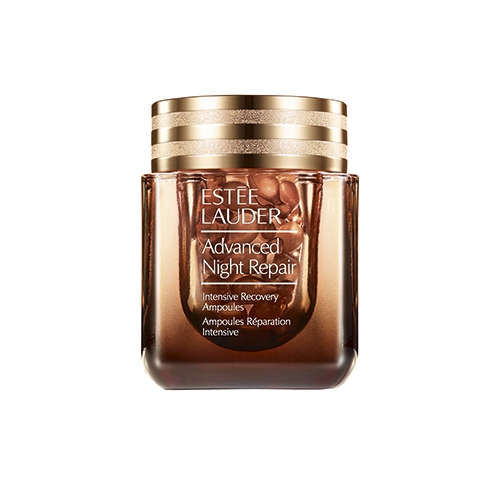 ESTĒE
LAUDER
Advanced
Night Repair
Intensive Recovery
Ampoules
Ampoules Réparation
Intensive